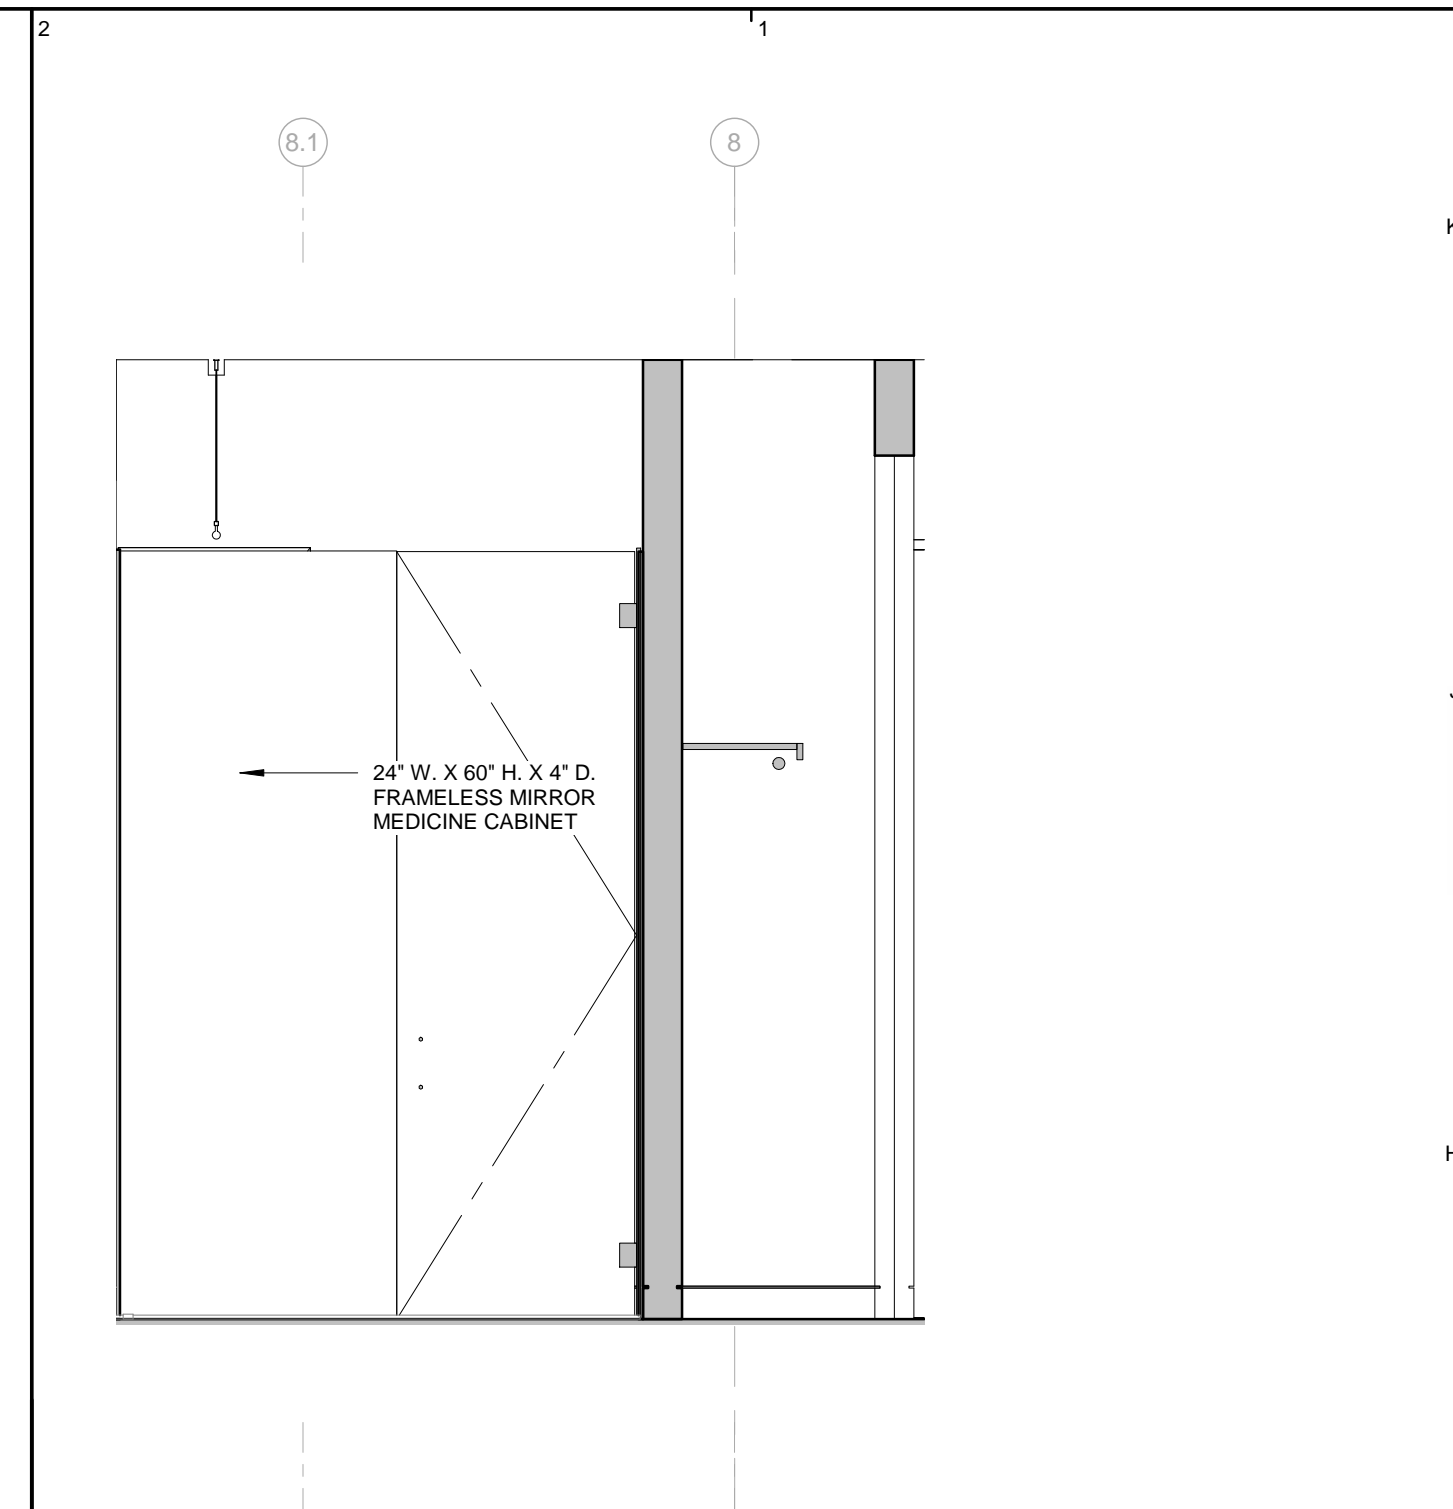 2
1
8.1
8
K
J
24" W. X 60" H. X 4" D.
FRAMELESS MIRROR
MEDICINE CABINET
H